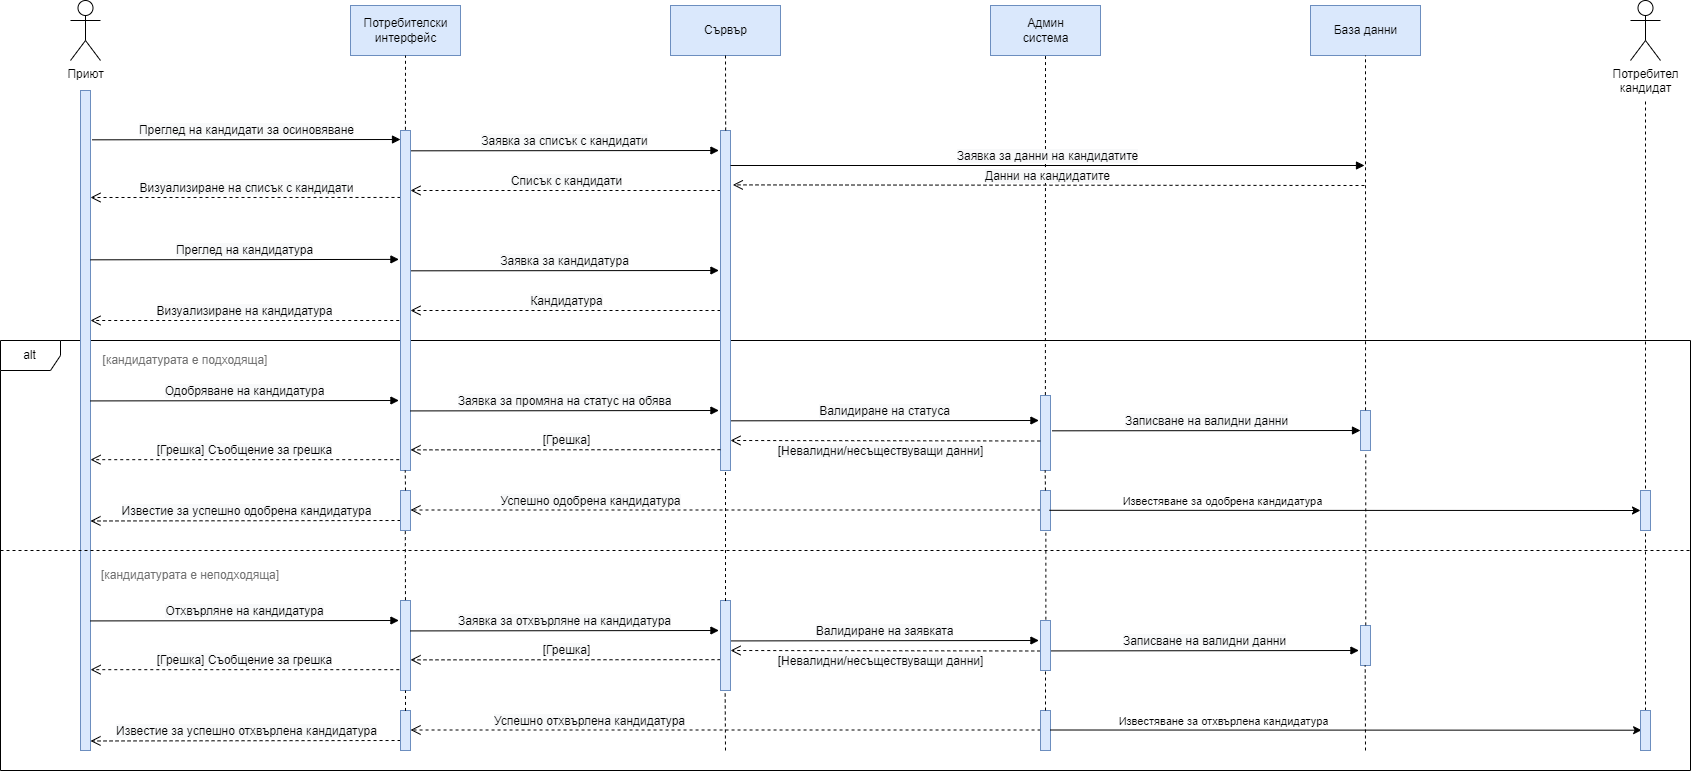 Приют
Потребителски
интерфейс
Сървър
Админ
система
База данни
Потребител
кандидат
Преглед на кандидати за осиновяване
Заявка за списък с кандидати
Заявка за данни на кандидатите
Данни на кандидатите
Списък с кандидати
Визуализиране на списък с кандидати
Преглед на кандидатура
Заявка за кандидатура
Кандидатура
Визуализиране на кандидатура
alt
[кандидатурата е подходяща]
Одобряване на кандидатура
Заявка за промяна на статус на обява
Валидиране на статуса
Записване на валидни данни
[Грешка]
[Невалидни/несъществуващи данни]
[Грешка] Съобщение за грешка
Успешно одобрена кандидатура
Известяване за одобрена кандидатура
Известие за успешно одобрена кандидатура
[кандидатурата е неподходяща]
Отхвърляне на кандидатура
Заявка за отхвърляне на кандидатура
Валидиране на заявката
Записване на валидни данни
[Грешка]
[Невалидни/несъществуващи данни]
[Грешка] Съобщение за грешка
Успешно отхвърлена кандидатура
Известяване за отхвърлена кандидатура
Известие за успешно отхвърлена кандидатура